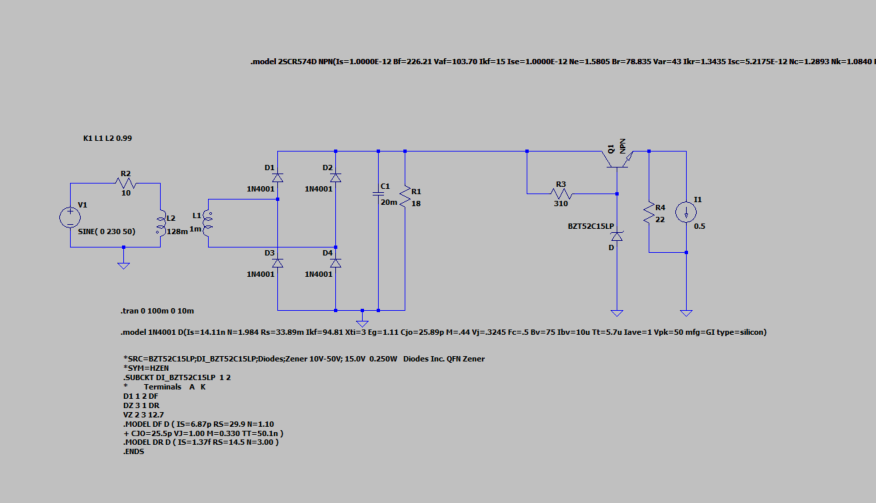 .model 2SCR574D NPN(Is=1.0000E-12 Bf=226.21 Vaf=103.70 Ikf=15 Ise=1.0000E-12 Ne=1.5805 Br=78.835 Var=43 Ikr=1.3435 Isc=5.2175E-12 Nc=1.2893 Nk=1.0840
K1 L1 L2 0.99
R2
10
V1
SINE( 0 230 50)
L2
128m
L1
1m
D1
1N4001
D2
1N4001
D3
1N4001
D4
1N4001
C1
20m
R1
18
R3
310
Q1
NPN
BZT52C15LP
D
R4
22
I1
0.5
.tran 0 100m 0 10m
.model 1N4001 D(Is=14.11n N=1.984 Rs=33.89m Ikf=94.81 Xti=3 Eg=1.11 Cjo=25.89p M=.44 Vj=.3245 Fc=.5 Bv=75 Ibv=10u Tt=5.7u Iave=1 Vpk=50 mfg=GI type=silicon)
*SRC=BZT52C15LP;DI_BZT52C15LP;Diodes;Zener 10V-50V; 15.0V 0.250W Diodes Inc. QFN Zener
*SYM=HZEN
.SUBCKT DI_BZT52C15LP 1 2
* Terminals A K
D1 1 2 DF
DZ 3 1 DR
VZ 2 3 12.7
.MODEL DF D ( IS=6.87p RS=29.9 N=1.10
+ CJO=25.5p VJ=1.00 M=0.330 TT=50.1n )
.MODEL DR D ( IS=1.37f RS=14.5 N=3.00 )
.ENDS